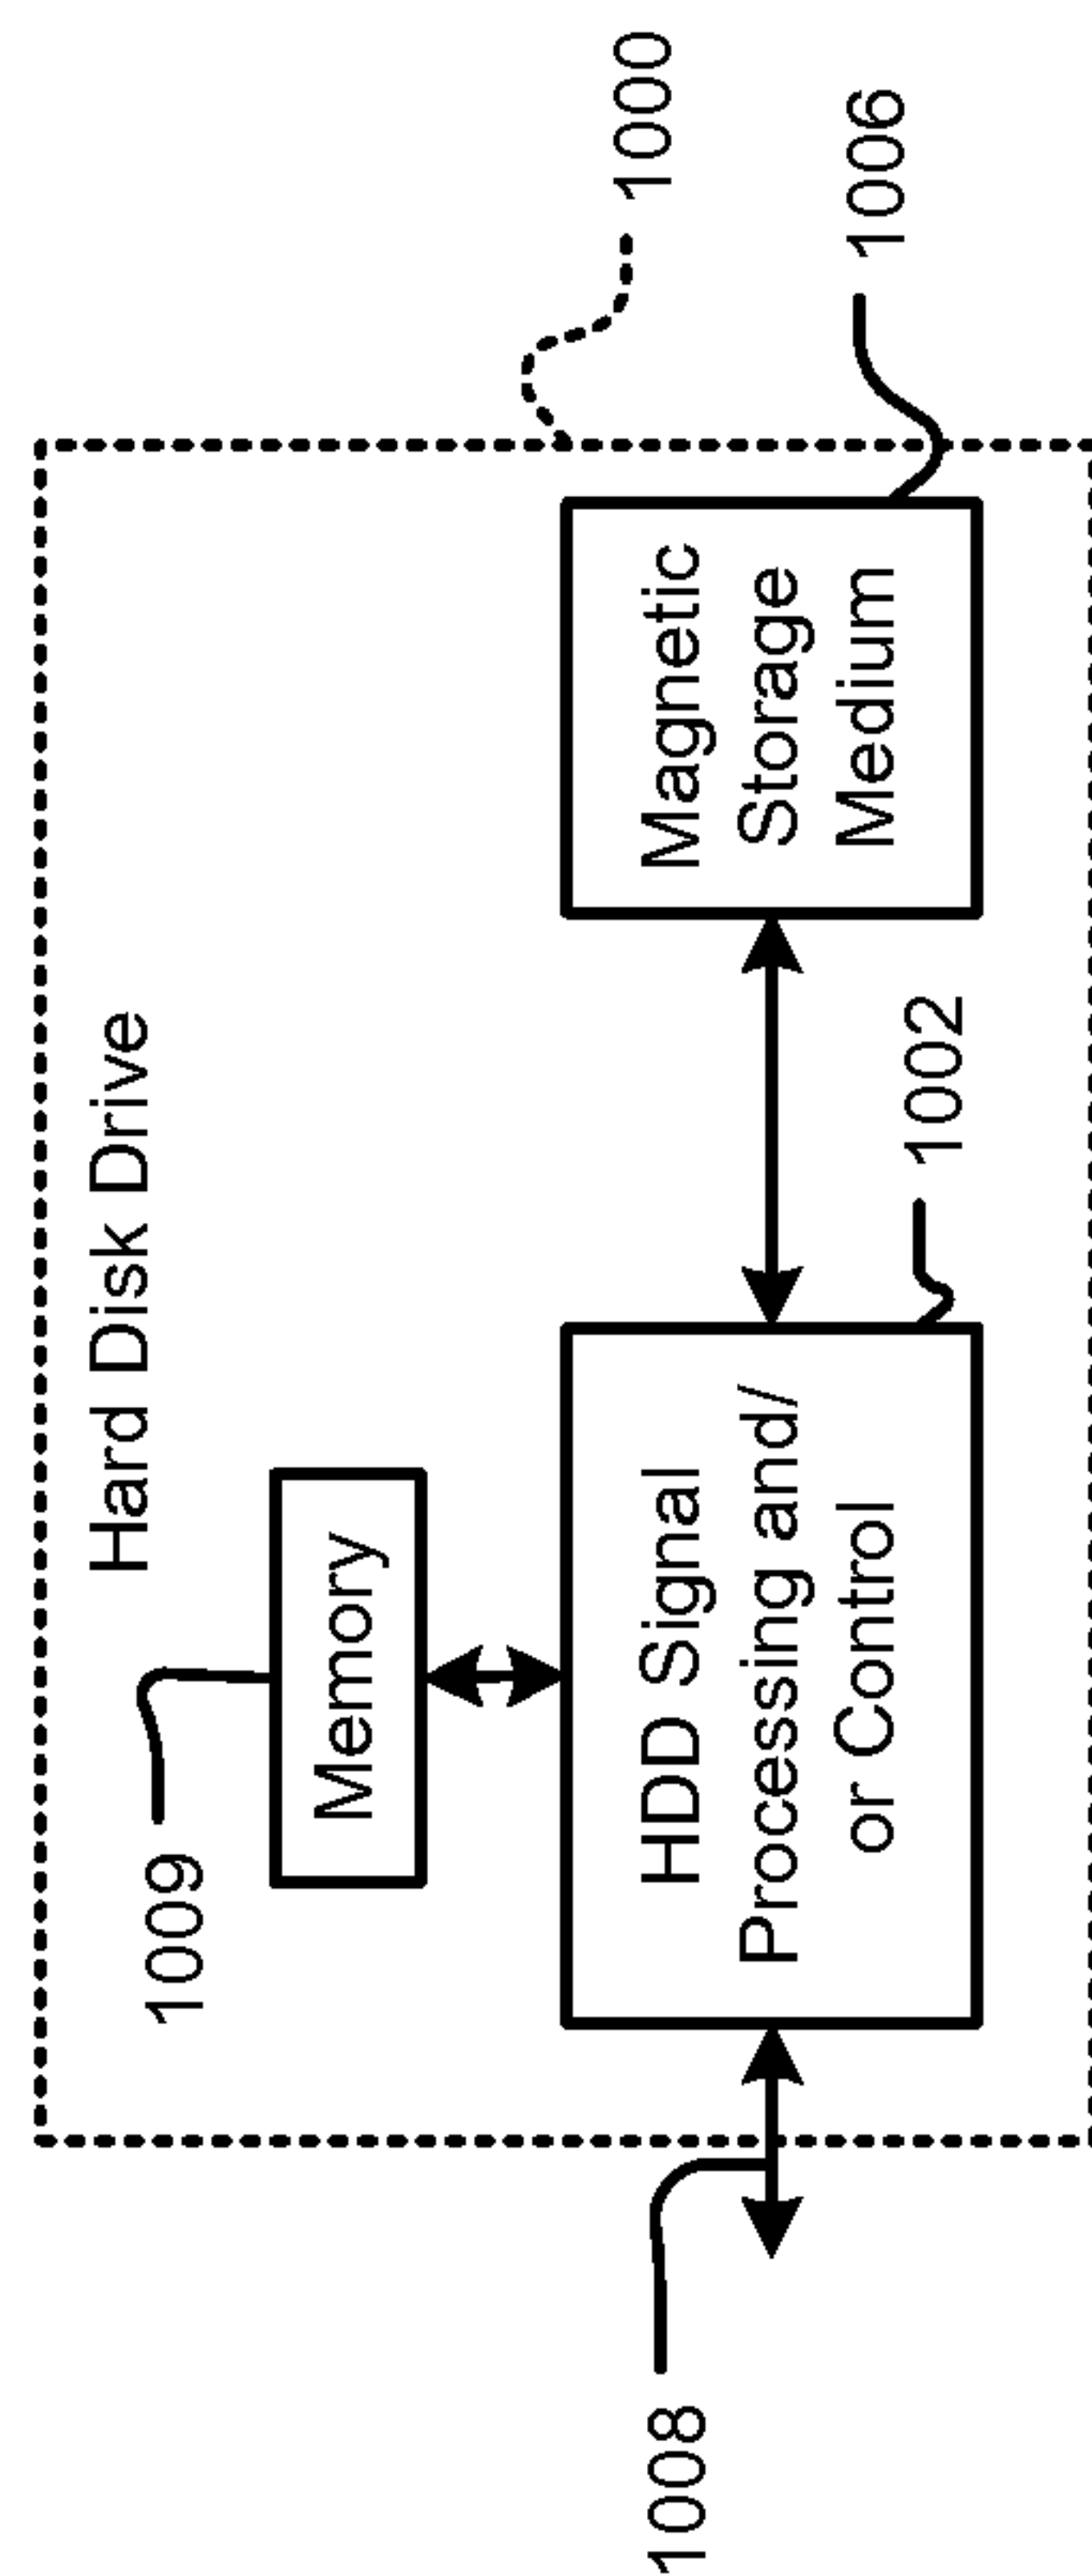 Hard Disk Drive
1009
Memory
1000
1008
HDD Signal
Processing and/
or Control
Magnetic
Storage
Medium
1006
1002